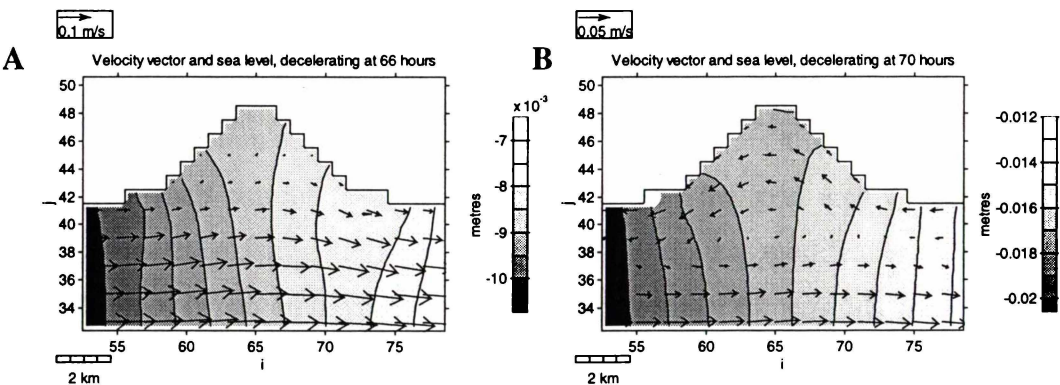 0.1 m/s
A
Velocity vector and sea level, decelerating at 66 hours
50
48
46
44
42
40
38
36
34
j
55 60 65 70 75
i
2 km
x 10⁻³
-7
-8
-9
-10
metres
0.05 m/s
B
Velocity vector and sea level, decelerating at 70 hours
50
48
46
44
42
40
38
36
34
j
55 60 65 70 75
i
2 km
-0.012
-0.014
-0.016
-0.018
-0.02
metres